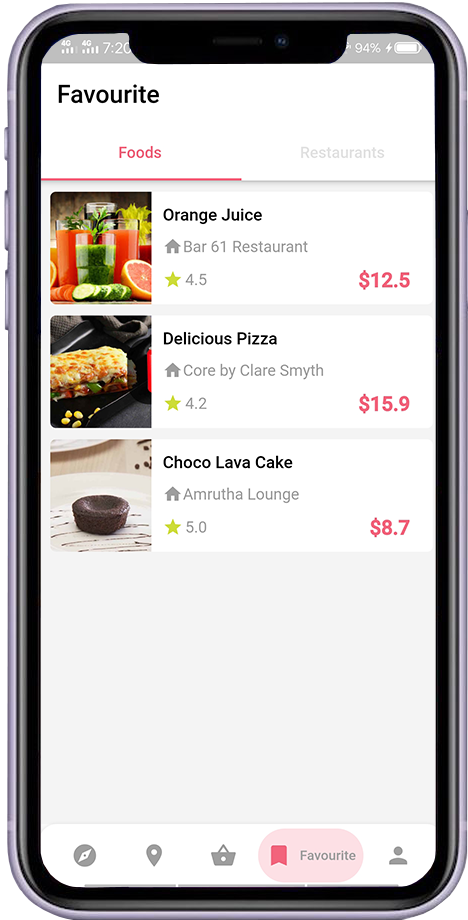 4G 4G 7:20 94%
Favourite
Foods Restaurants
Orange Juice
Bar 61 Restaurant
4.5 $12.5
Delicious Pizza
Core by Clare Smyth
4.2 $15.9
Choco Lava Cake
Amrutha Lounge
5.0 $8.7
Favourite